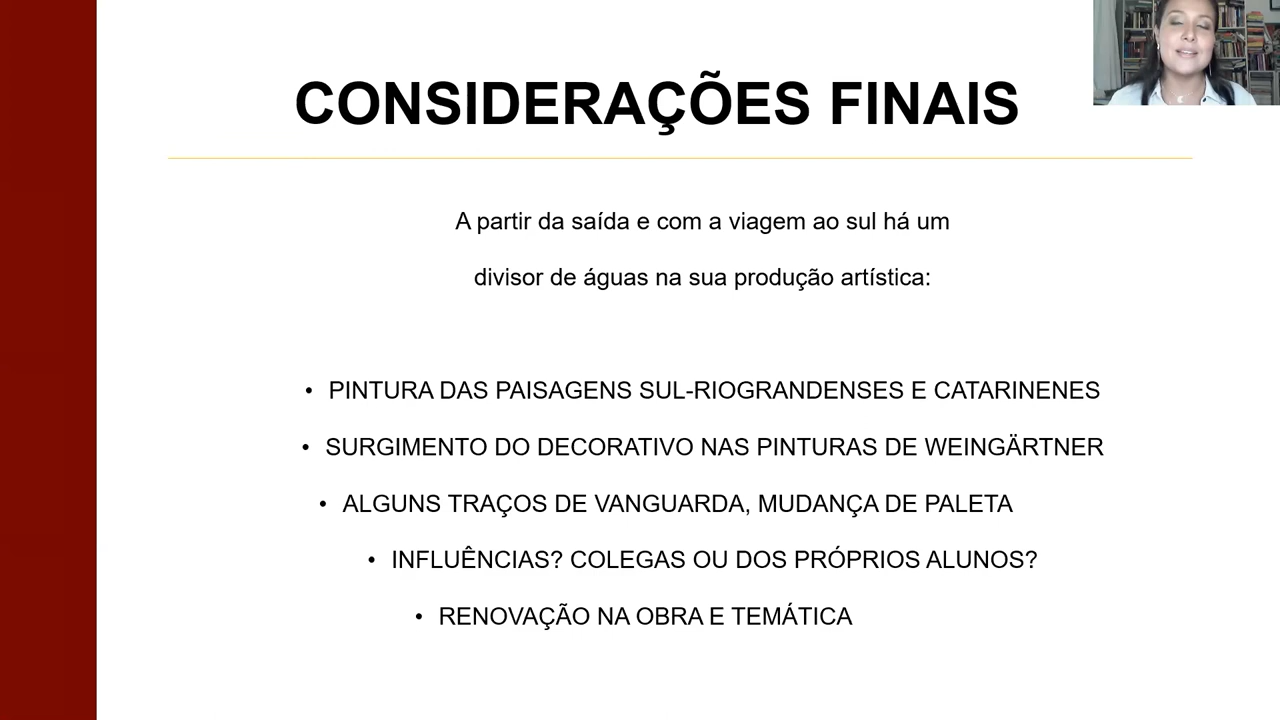 CONSIDERAÇÕES FINAIS
A partir da saída e com a viagem ao sul há um
divisor de águas na sua produção artística:
• PINTURA DAS PAISAGENS SUL-RIOGRANDENSES E CATARINENES
• SURGIMENTO DO DECORATIVO NAS PINTURAS DE WEINGÄRTNER
• ALGUNS TRAÇOS DE VANGUARDA, MUDANÇA DE PALETA
• INFLUÊNCIAS? COLEGAS OU DOS PRÓPRIOS ALUNOS?
• RENOVAÇÃO NA OBRA E TEMÁTICA